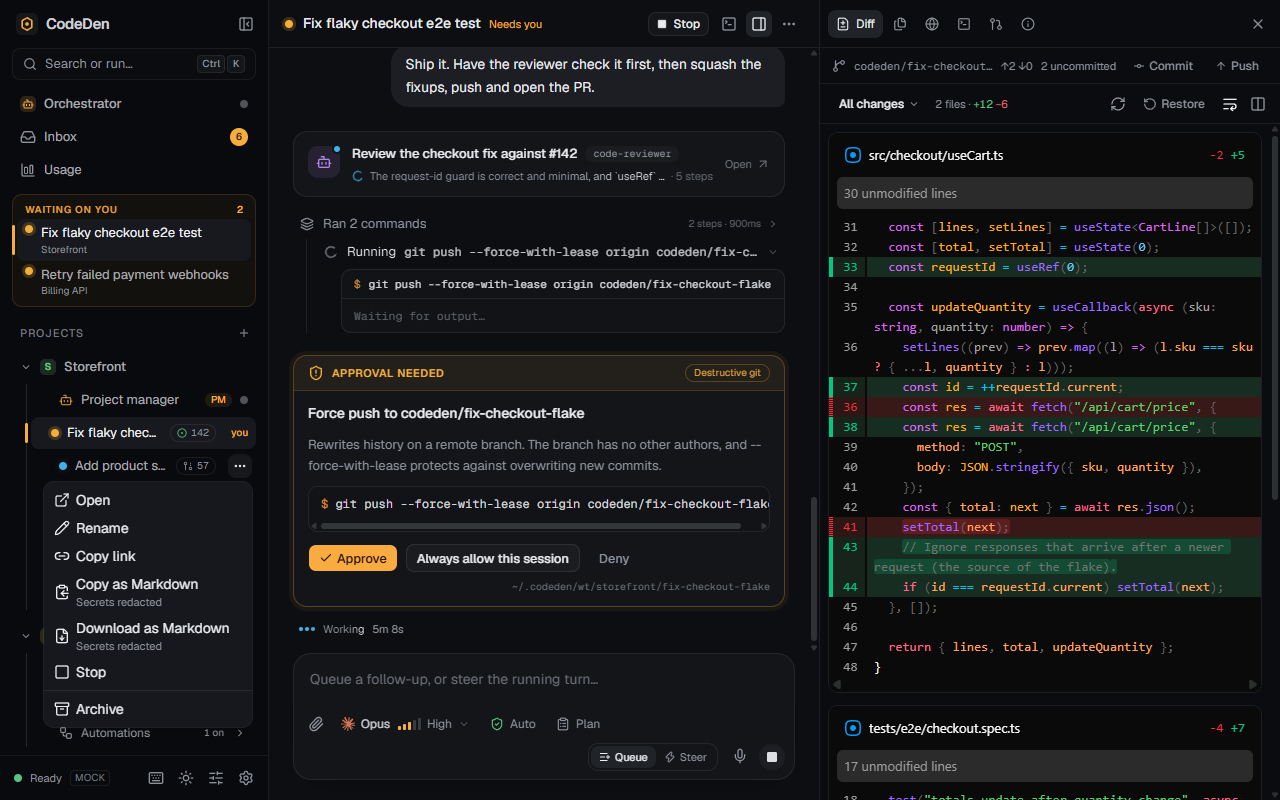 CodeDen
Search or run… Ctrl K
Orchestrator
Inbox 6
Usage
WAITING ON YOU 2
Fix flaky checkout e2e test
Storefront
Retry failed payment webhooks
Billing API
PROJECTS
S Storefront
Project manager PM
Fix flaky chec… 142 you
Add product s… 57
Open
Rename
Copy link
Copy as Markdown
Secrets redacted
Download as Markdown
Secrets redacted
Stop
Archive
Automations 1 on
Ready MOCK
Fix flaky checkout e2e test Needs you Stop
Ship it. Have the reviewer check it first, then squash the
fixups, push and open the PR.
Review the checkout fix against #142 code-reviewer
The request-id guard is correct and minimal, and `useRef` … · 5 steps
Open
Ran 2 commands 2 steps · 900ms
Running git push --force-with-lease origin codeden/fix-c…
$ git push --force-with-lease origin codeden/fix-checkout-flake
Waiting for output…
APPROVAL NEEDED Destructive git
Force push to codeden/fix-checkout-flake
Rewrites history on a remote branch. The branch has no other authors, and --
force-with-lease protects against overwriting new commits.
$ git push --force-with-lease origin codeden/fix-checkout-flake
Approve Always allow this session Deny
~/.codeden/wt/storefront/fix-checkout-flake
Working 5m 8s
Queue a follow-up, or steer the running turn…
Opus High Auto Plan
Queue Steer
Diff
codeden/fix-checkout… ↑2 ↓0 2 uncommitted Commit Push
All changes 2 files · +12 −6 Restore
src/checkout/useCart.ts -2 +5
30 unmodified lines
31 const [lines, setLines] = useState<CartLine[]>([]);
32 const [total, setTotal] = useState(0);
33 const requestId = useRef(0);
34
35 const updateQuantity = useCallback(async (sku:
string, quantity: number) => {
36 setLines((prev) => prev.map((l) => (l.sku === sku
? { ...l, quantity } : l)));
37 const id = ++requestId.current;
36 const res = await fetch("/api/cart/price", {
38 const res = await fetch("/api/cart/price", {
39 method: "POST",
40 body: JSON.stringify({ sku, quantity }),
41 });
42 const { total: next } = await res.json();
41 setTotal(next);
43 // Ignore responses that arrive after a newer
request (the source of the flake).
44 if (id === requestId.current) setTotal(next);
45 }, []);
46
47 return { lines, total, updateQuantity };
48 }
tests/e2e/checkout.spec.ts -4 +7
17 unmodified lines
18 test("totals update after quantity change", async